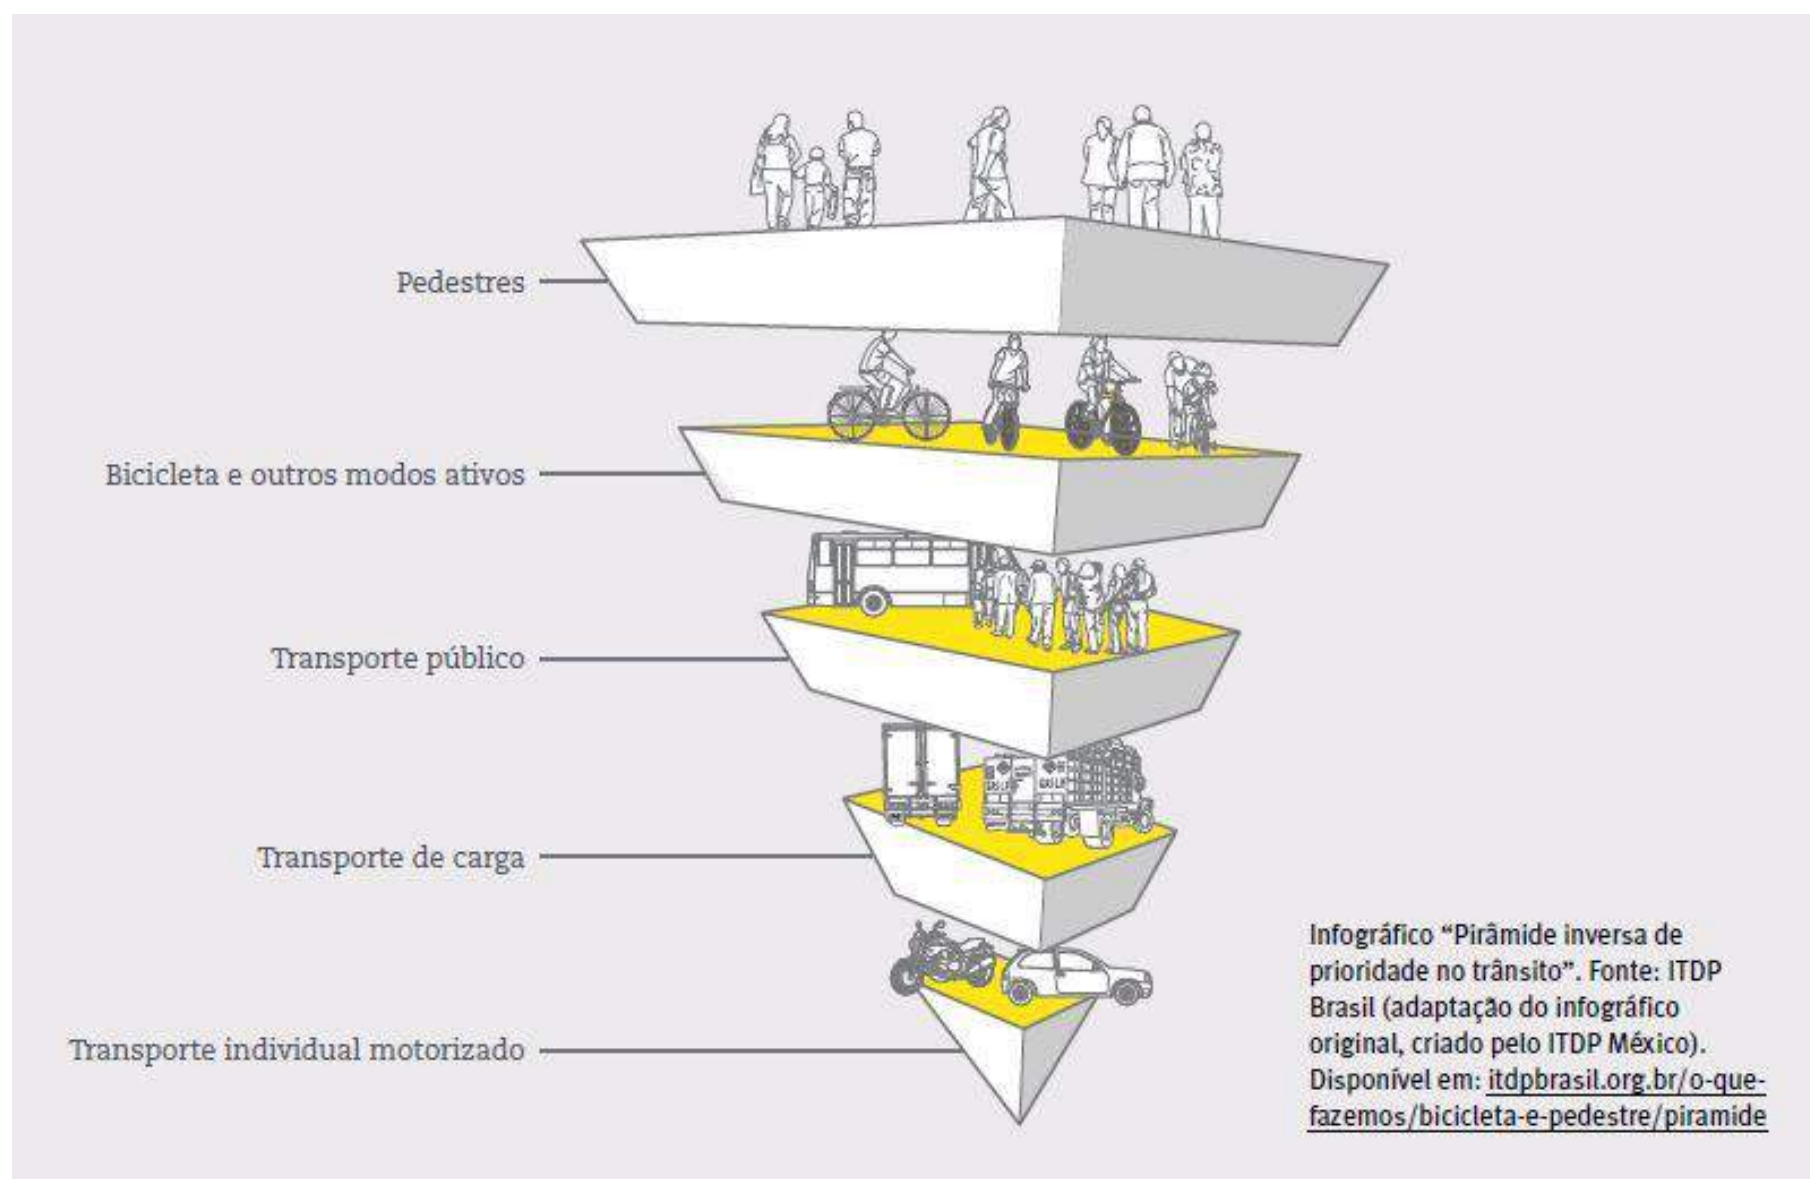 Pedestres
Bicicleta e outros modos ativos
Transporte público
Transporte de carga
Transporte individual motorizado
Infográfico “Pirâmide inversa de
prioridade no trânsito”. Fonte: ITDP
Brasil (adaptação do infográfico
original, criado pelo ITDP México).
Disponível em: itdpbrasil.org.br/o-que-
fazemos/bicicleta-e-pedestre/piramide